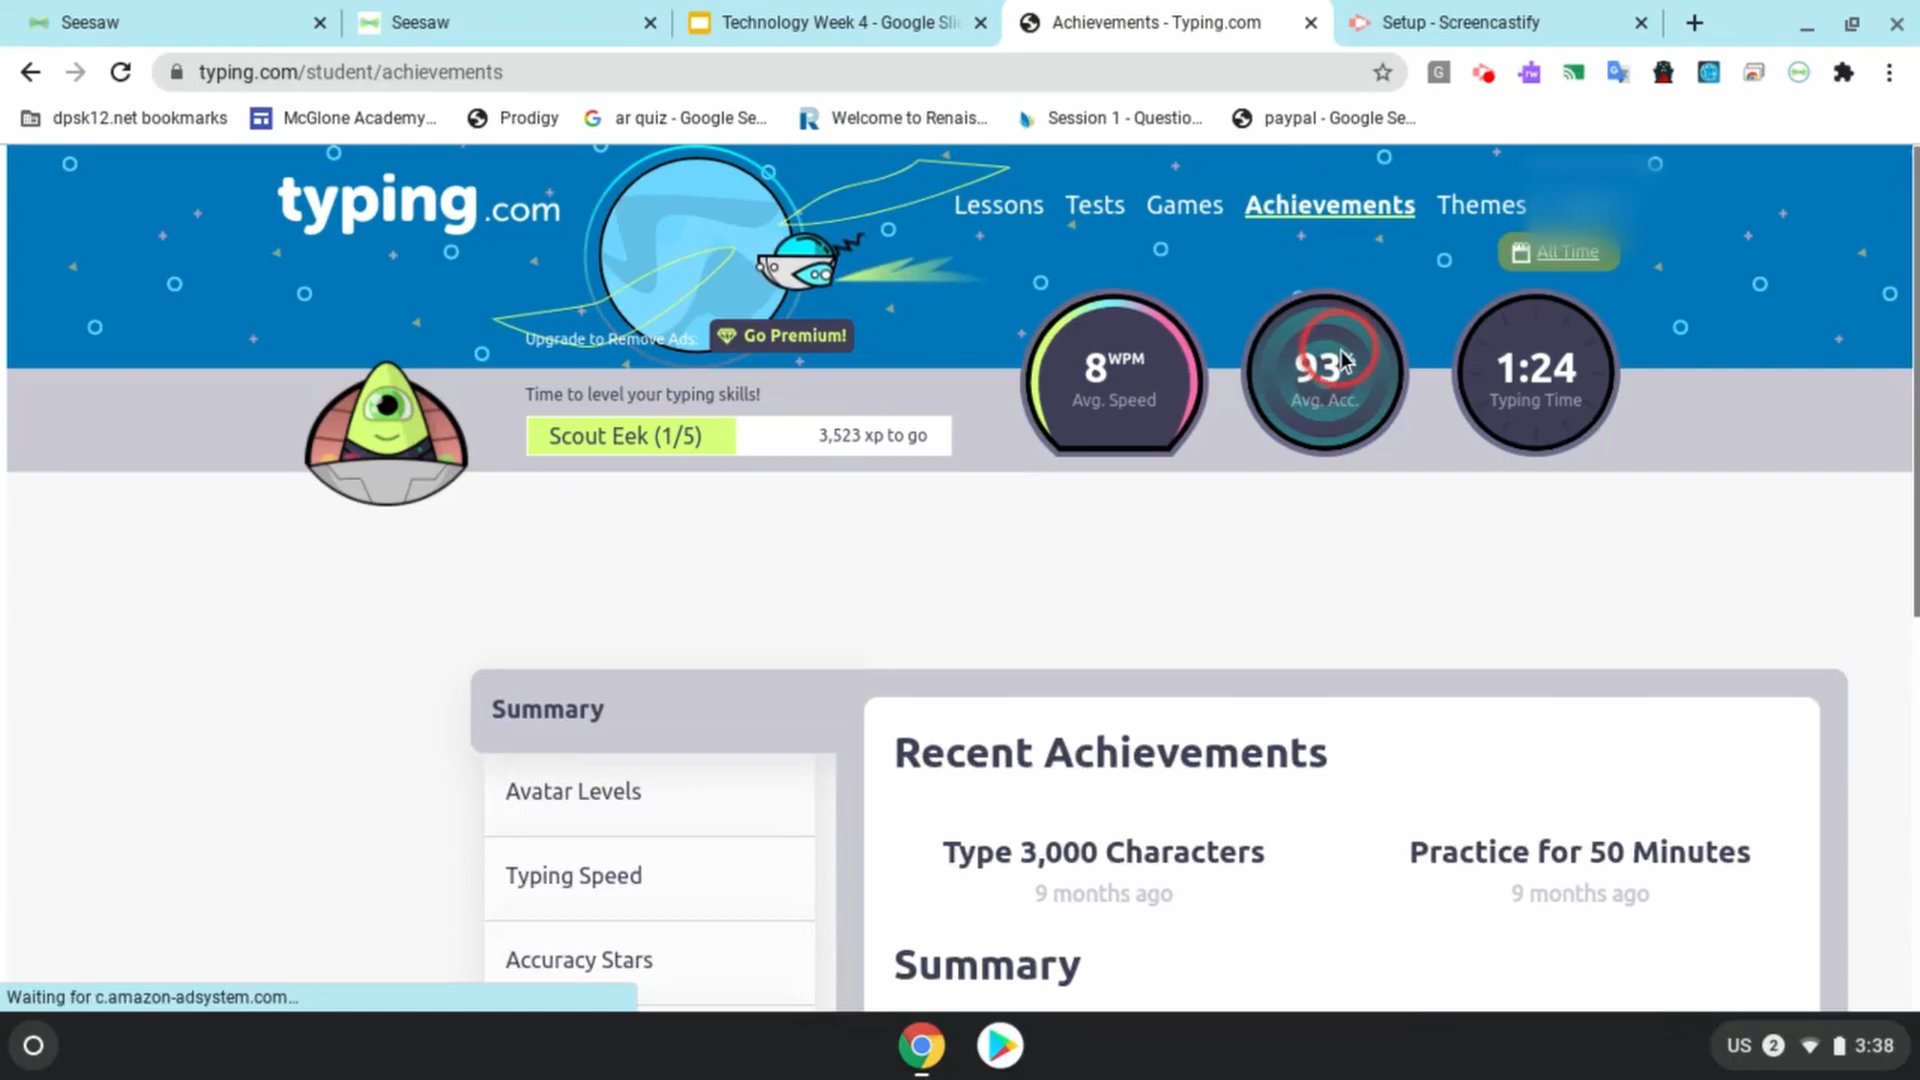 Seesaw
Seesaw
Technology Week 4 - Google Sli
Achievements - Typing.com
Setup - Screencastify
typing.com/student/achievements
dpsk12.net bookmarks
McGlone Academy...
Prodigy
ar quiz - Google Se...
Welcome to Renais...
Session 1 - Questio...
paypal - Google Se...
typing.com
Lessons
Tests
Games
Achievements
Themes
All Time
Upgrade to Remove Ads:
Go Premium!
8 WPM
Avg. Speed
93
Avg. Acc.
1:24
Typing Time
Time to level your typing skills!
Scout Eek (1/5)
3,523 xp to go
Summary
Avatar Levels
Typing Speed
Accuracy Stars
Recent Achievements
Type 3,000 Characters
9 months ago
Practice for 50 Minutes
9 months ago
Summary
Waiting for c.amazon-adsystem.com...
US
2
3:38